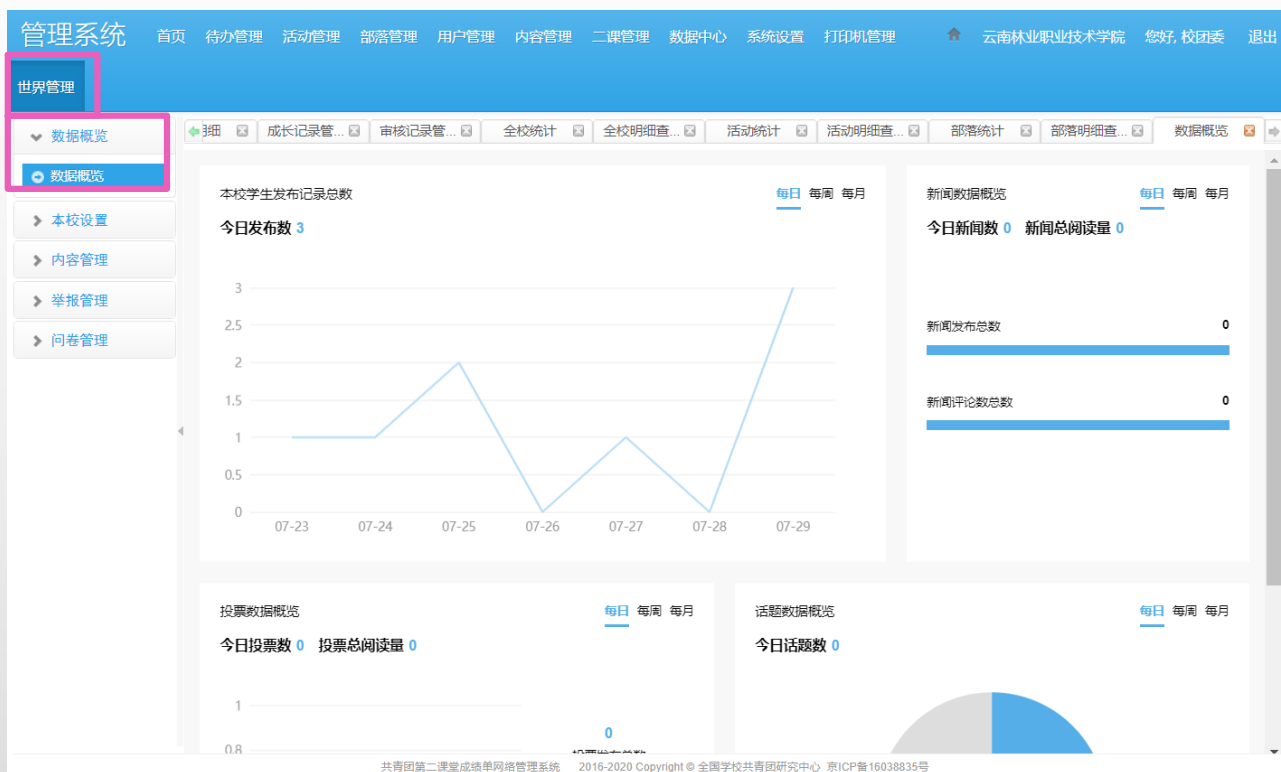 管理系统 首页 待办管理 活动管理 部落管理 用户管理 内容管理 二课管理 数据中心 系统设置 打印机管理 云南林业职业技术学院 您好, 校团委 退出
世界管理
数据概览
数据概览
本校设置
内容管理
举报管理
问卷管理
明细 成长记录管... 审核记录管... 全校统计 全校明细查... 活动统计 活动明细查... 部落统计 部落明细查... 数据概览
本校学生发布记录总数 每日 每周 每月
今日发布数 3
3
2.5
2
1.5
1
0.5
0
07-23 07-24 07-25 07-26 07-27 07-28 07-29
新闻数据概览 每日 每周 每月
今日新闻数 0 新闻总阅读量 0
新闻发布总数 0
新闻评论数总数 0
投票数据概览 每日 每周 每月
今日投票数 0 投票总阅读量 0
1
0.8
0
投票发布总数
话题数据概览 每日 每周 每月
今日话题数 0
共青团第二课堂成绩单网络管理系统 2016-2020 Copyright © 全国学校共青团研究中心 京ICP备16038835号